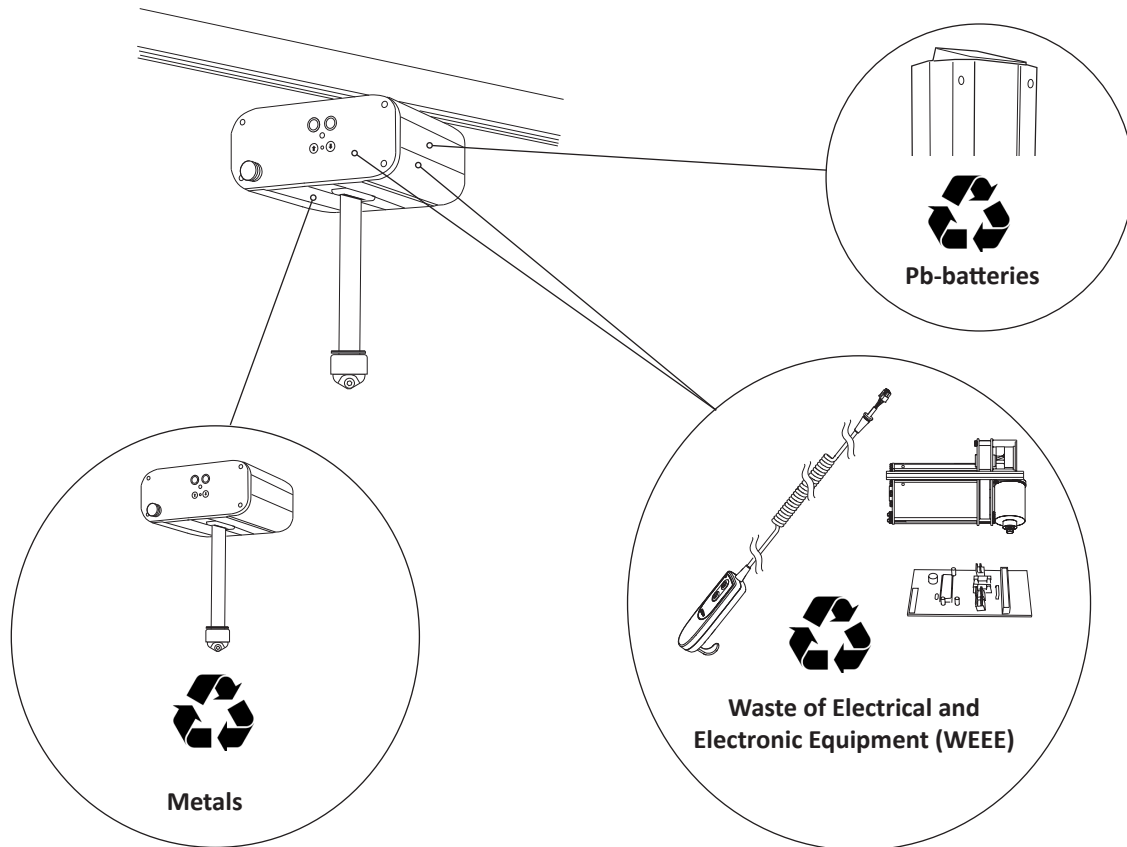 Pb-batteries
Waste of Electrical and
Electronic Equipment (WEEE)
Metals